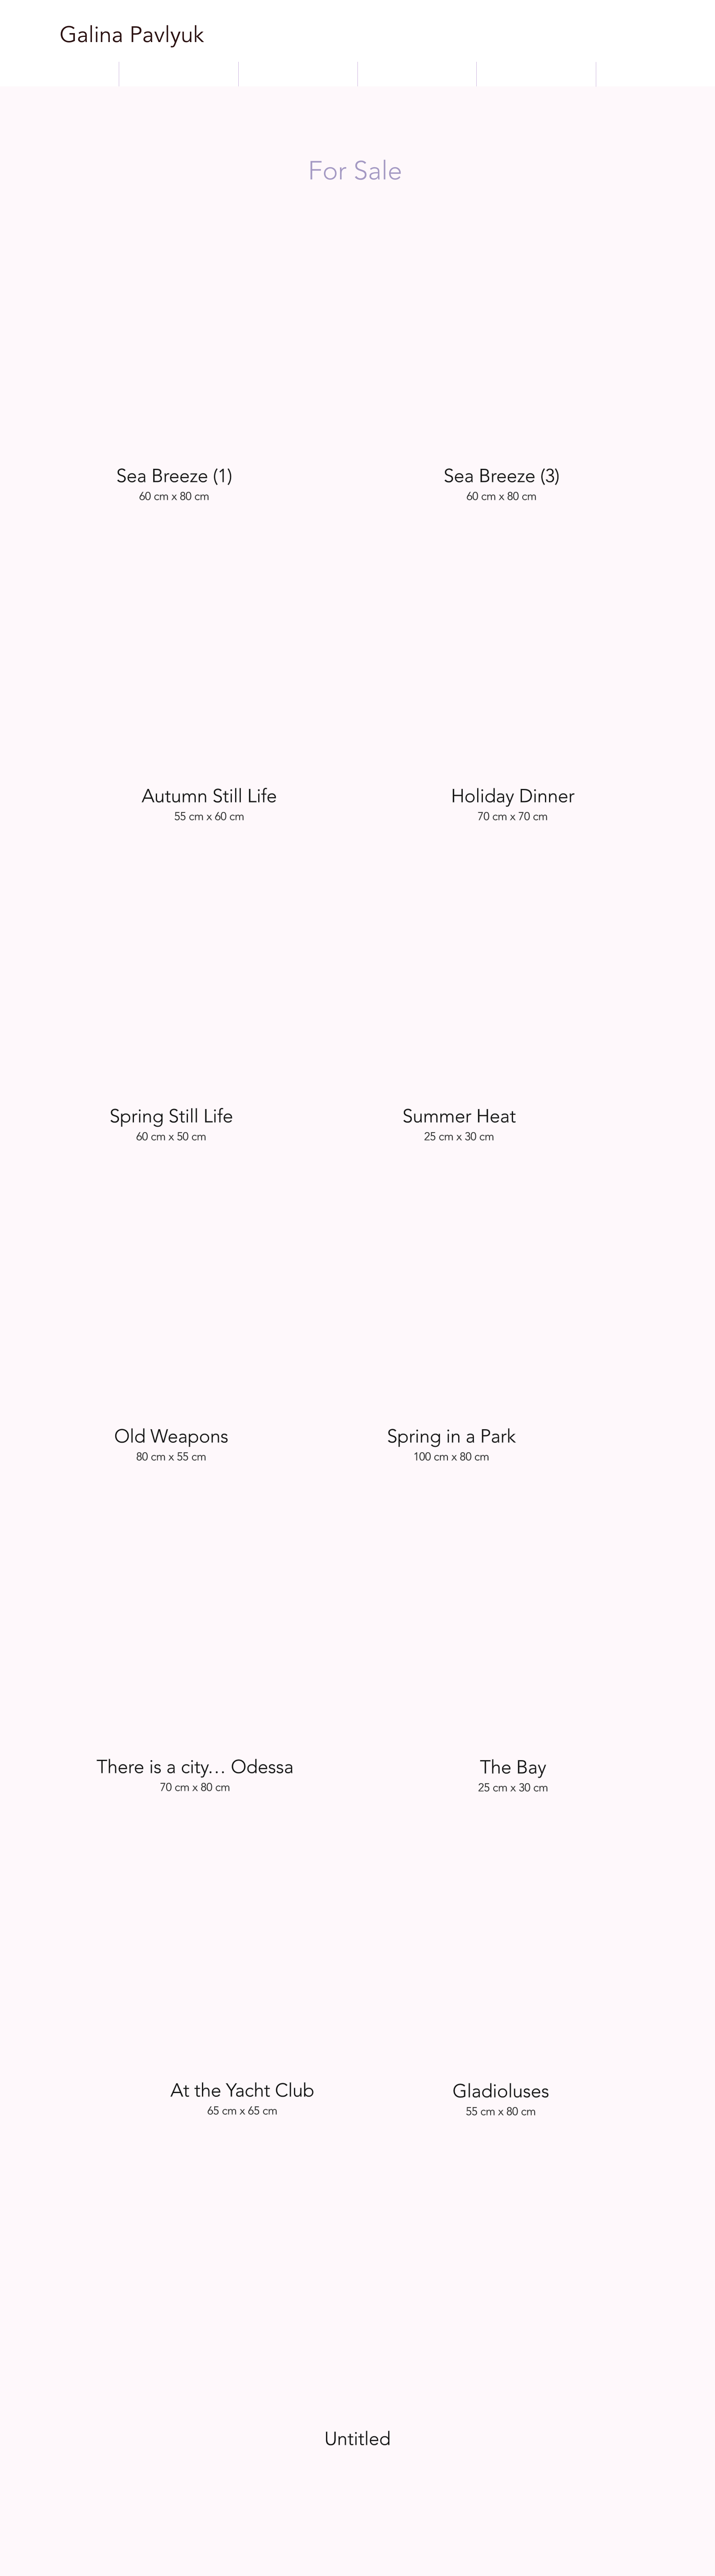 Galina Pavlyuk
For Sale
Sea Breeze (1)
60 cm x 80 cm
Sea Breeze (3)
60 cm x 80 cm
Autumn Still Life
55 cm x 60 cm
Holiday Dinner
70 cm x 70 cm
Spring Still Life
60 cm x 50 cm
Summer Heat
25 cm x 30 cm
Old Weapons
80 cm x 55 cm
Spring in a Park
100 cm x 80 cm
There is a city… Odessa
70 cm x 80 cm
The Bay
25 cm x 30 cm
At the Yacht Club
65 cm x 65 cm
Gladioluses
55 cm x 80 cm
Untitled